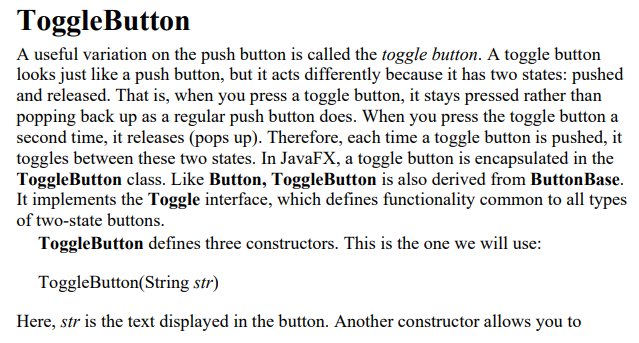 ToggleButton
A useful variation on the push button is called the toggle button. A toggle button
looks just like a push button, but it acts differently because it has two states: pushed
and released. That is, when you press a toggle button, it stays pressed rather than
popping back up as a regular push button does. When you press the toggle button a
second time, it releases (pops up). Therefore, each time a toggle button is pushed, it
toggles between these two states. In JavaFX, a toggle button is encapsulated in the
ToggleButton class. Like Button, ToggleButton is also derived from ButtonBase.
It implements the Toggle interface, which defines functionality common to all types
of two-state buttons.
ToggleButton defines three constructors. This is the one we will use:
ToggleButton(String str)
Here, str is the text displayed in the button. Another constructor allows you to